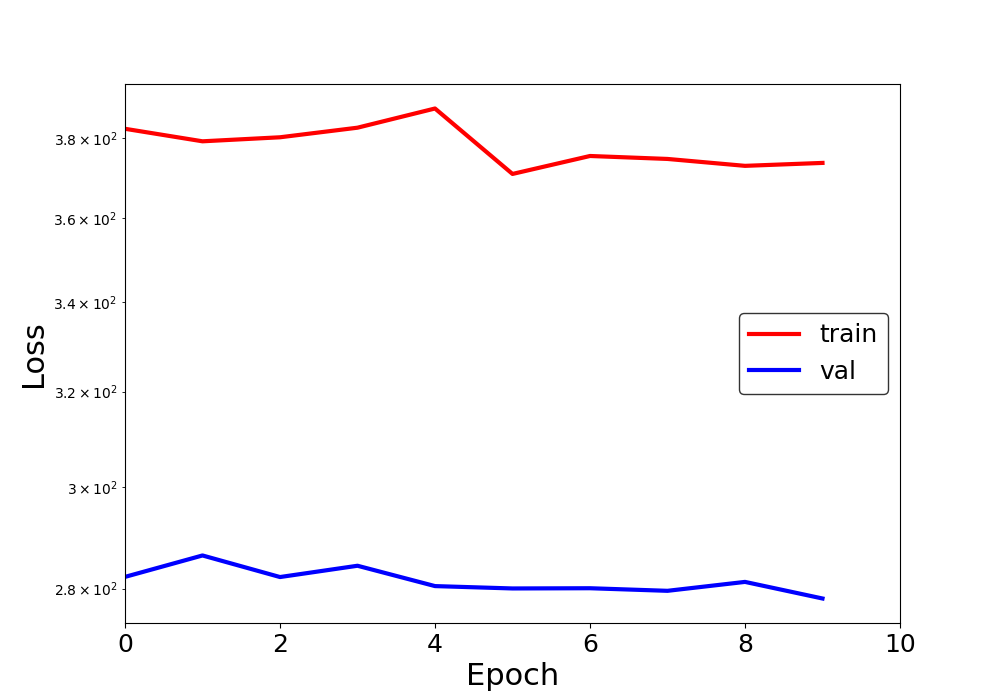 3.8 × 10²
3.6 × 10²
3.4 × 10²
3.2 × 10²
3 × 10²
2.8 × 10²
Loss
train
val
0 2 4 6 8 10
Epoch